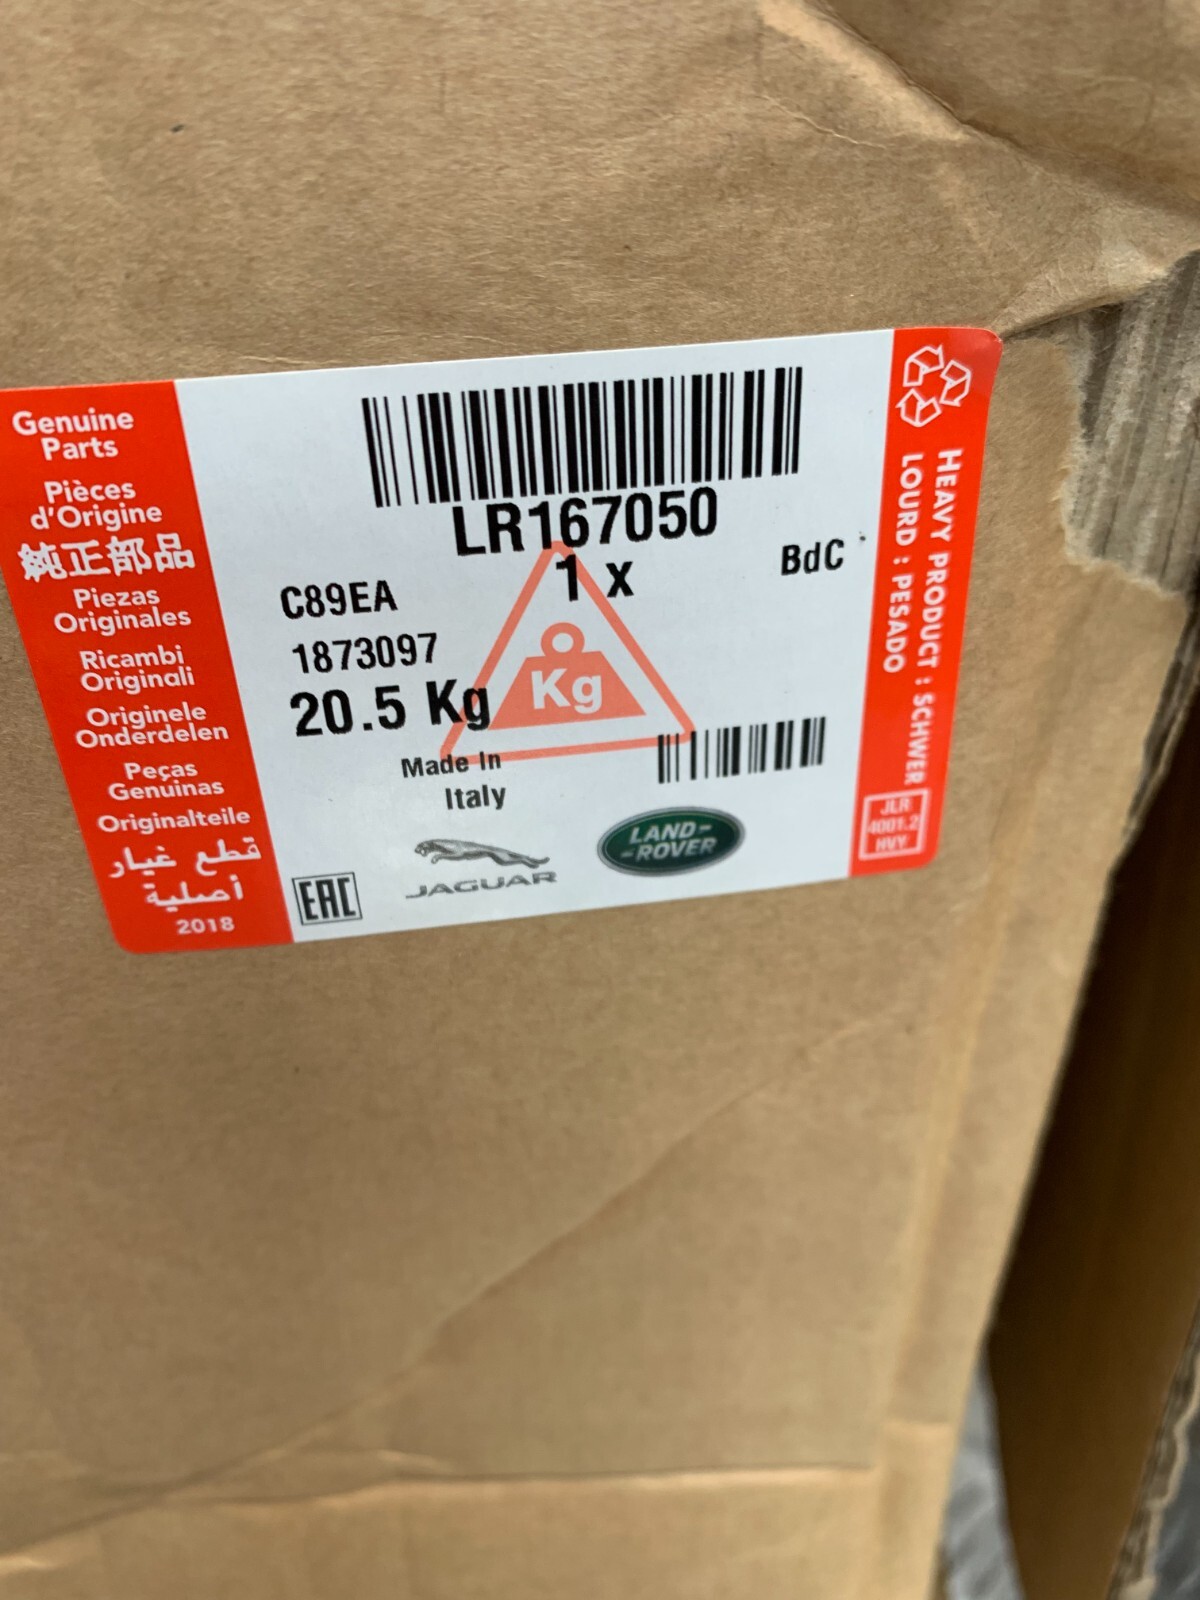 Genuine
Parts
Pièces
d'Origine
純正部品
Piezas
Originales
Ricambi
Originali
Originele
Onderdelen
Peças
Genuinas
Originalteile
قطع غيار
أصلية
2018
LR167050
1 x
BdC
C89EA
1873097
20.5 Kg
Kg
Made In
Italy
EAC
JAGUAR
LAND-
-ROVER
HEAVY PRODUCT : SCHWER
LOURD : PESADO
JLR
4001.2
HVY